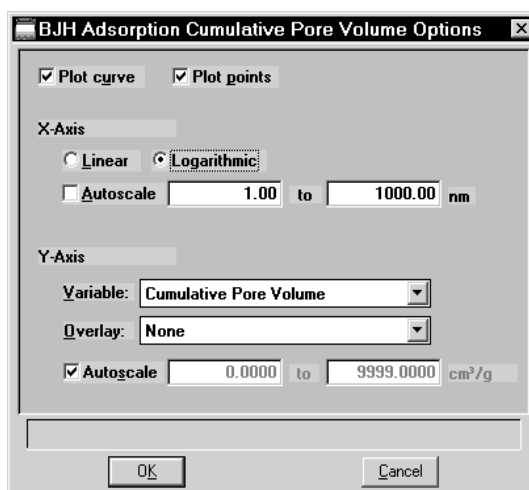 BJH Adsorption Cumulative Pore Volume Options
Plot curve Plot points
X-Axis
Linear Logarithmic
Autoscale 1.00 to 1000.00 nm
Y-Axis
Variable: Cumulative Pore Volume
Overlay: None
Autoscale 0.0000 to 9999.0000 cm³/g
OK Cancel